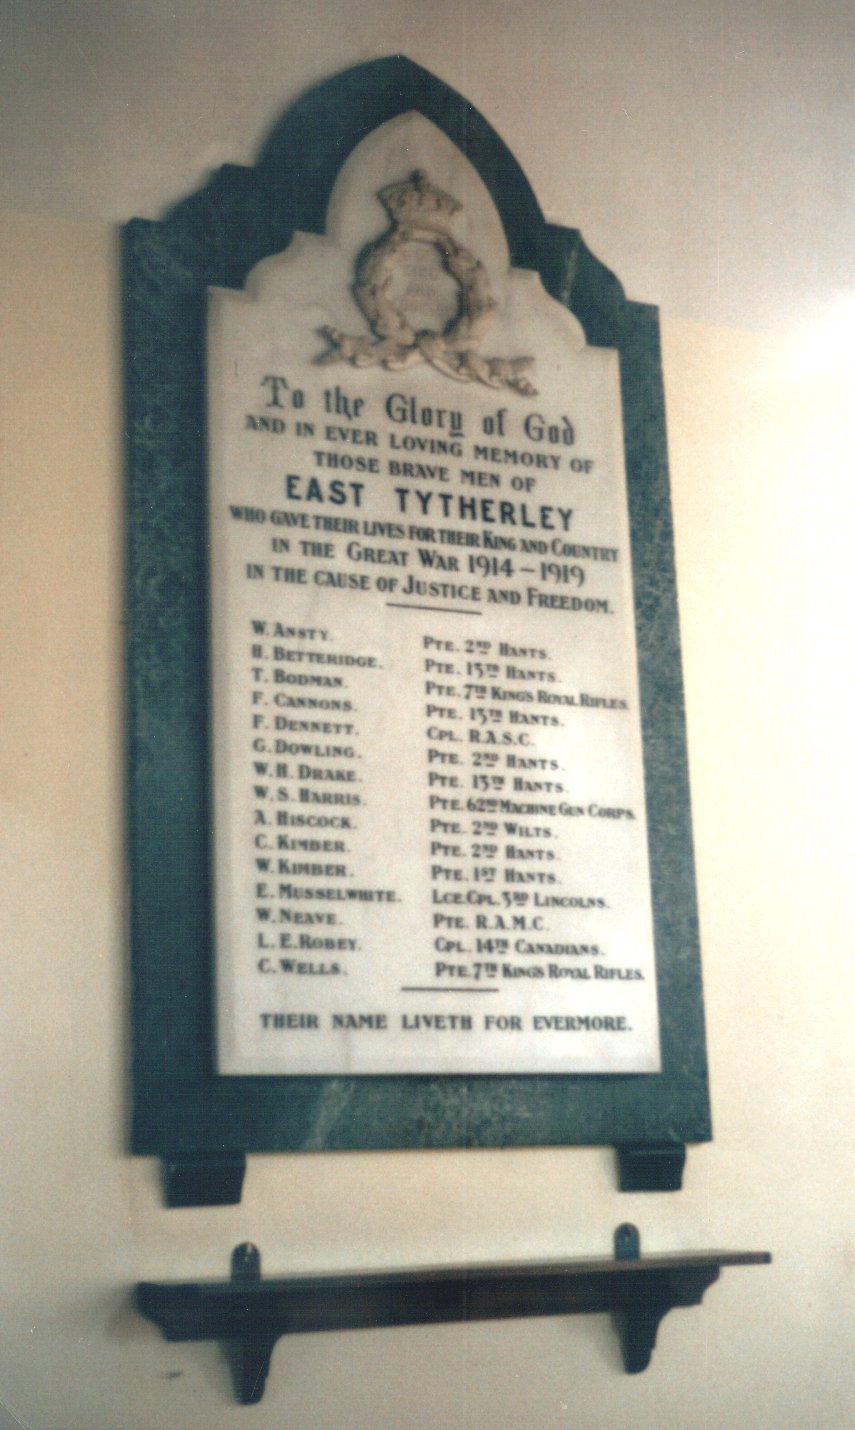 To the Glory of God
AND IN EVER LOVING MEMORY OF
THOSE BRAVE MEN OF
EAST TYTHERLEY
WHO GAVE THEIR LIVES FOR THEIR KING AND COUNTRY
IN THE GREAT WAR 1914-1919
IN THE CAUSE OF JUSTICE AND FREEDOM.
W. ANSTY. PTE. 2ND HANTS.
H. BETTERIDGE. PTE. 15TH HANTS.
T. BODMAN. PTE. 7TH KING'S ROYAL RIFLES.
F. CANNONS. PTE. 15TH HANTS.
F. DENNETT. CPL. R.A.S.C.
G. DOWLING. PTE. 2ND HANTS.
W. H. DRAKE. PTE. 15TH HANTS.
W. S. HARRIS. PTE. 62ND MACHINE GUN CORPS.
A. HISCOCK. PTE. 2ND WILTS.
C. KIMBER. PTE. 2ND HANTS.
W. KIMBER. PTE. 1ST HANTS.
E. MUSSELWHITE. LCE. CPL. 3RD LINCOLNS.
W. NEAVE. PTE. R.A.M.C.
L. E. ROBEY. CPL. 14TH CANADIANS.
C. WELLS. PTE. 7TH KING'S ROYAL RIFLES.
THEIR NAME LIVETH FOR EVERMORE.